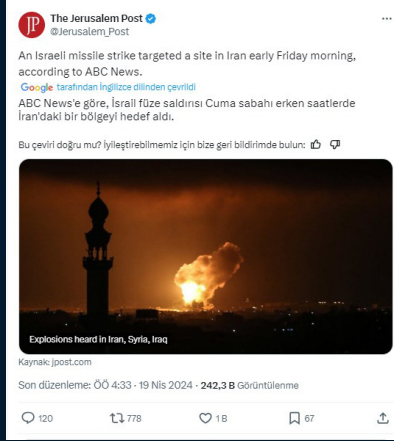 The Jerusalem Post
@Jerusalem_Post
An Israeli missile strike targeted a site in Iran early Friday morning,
according to ABC News.
Google tarafından İngilizce dilinden çevrildi
ABC News'e göre, İsrail füze saldırısı Cuma sabahı erken saatlerde
İran'daki bir bölgeyi hedef aldı.
Bu çeviri doğru mu? İyileştirebilmemiz için bize geri bildirimde bulun:
Explosions heard in Iran, Syria, Iraq
Kaynak: jpost.com
Son düzenleme: ÖÖ 4:33 · 19 Nis 2024 · 242,3 B Görüntülenme
120 778 1 B 67